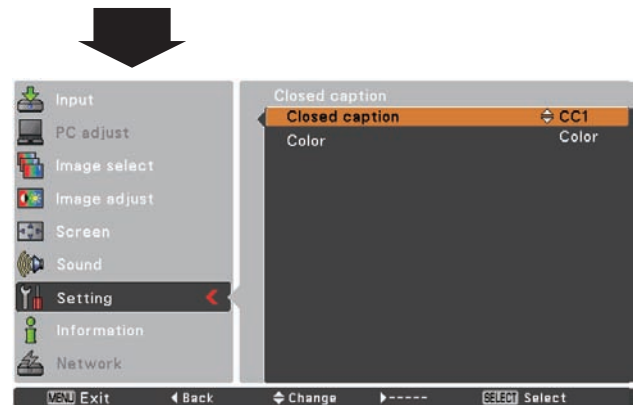 Input
PC adjust
Image select
Image adjust
Screen
Sound
Setting
Information
Network
Closed caption
Closed caption CC1
Color Color
MENU Exit Back Change ----- SELECT Select